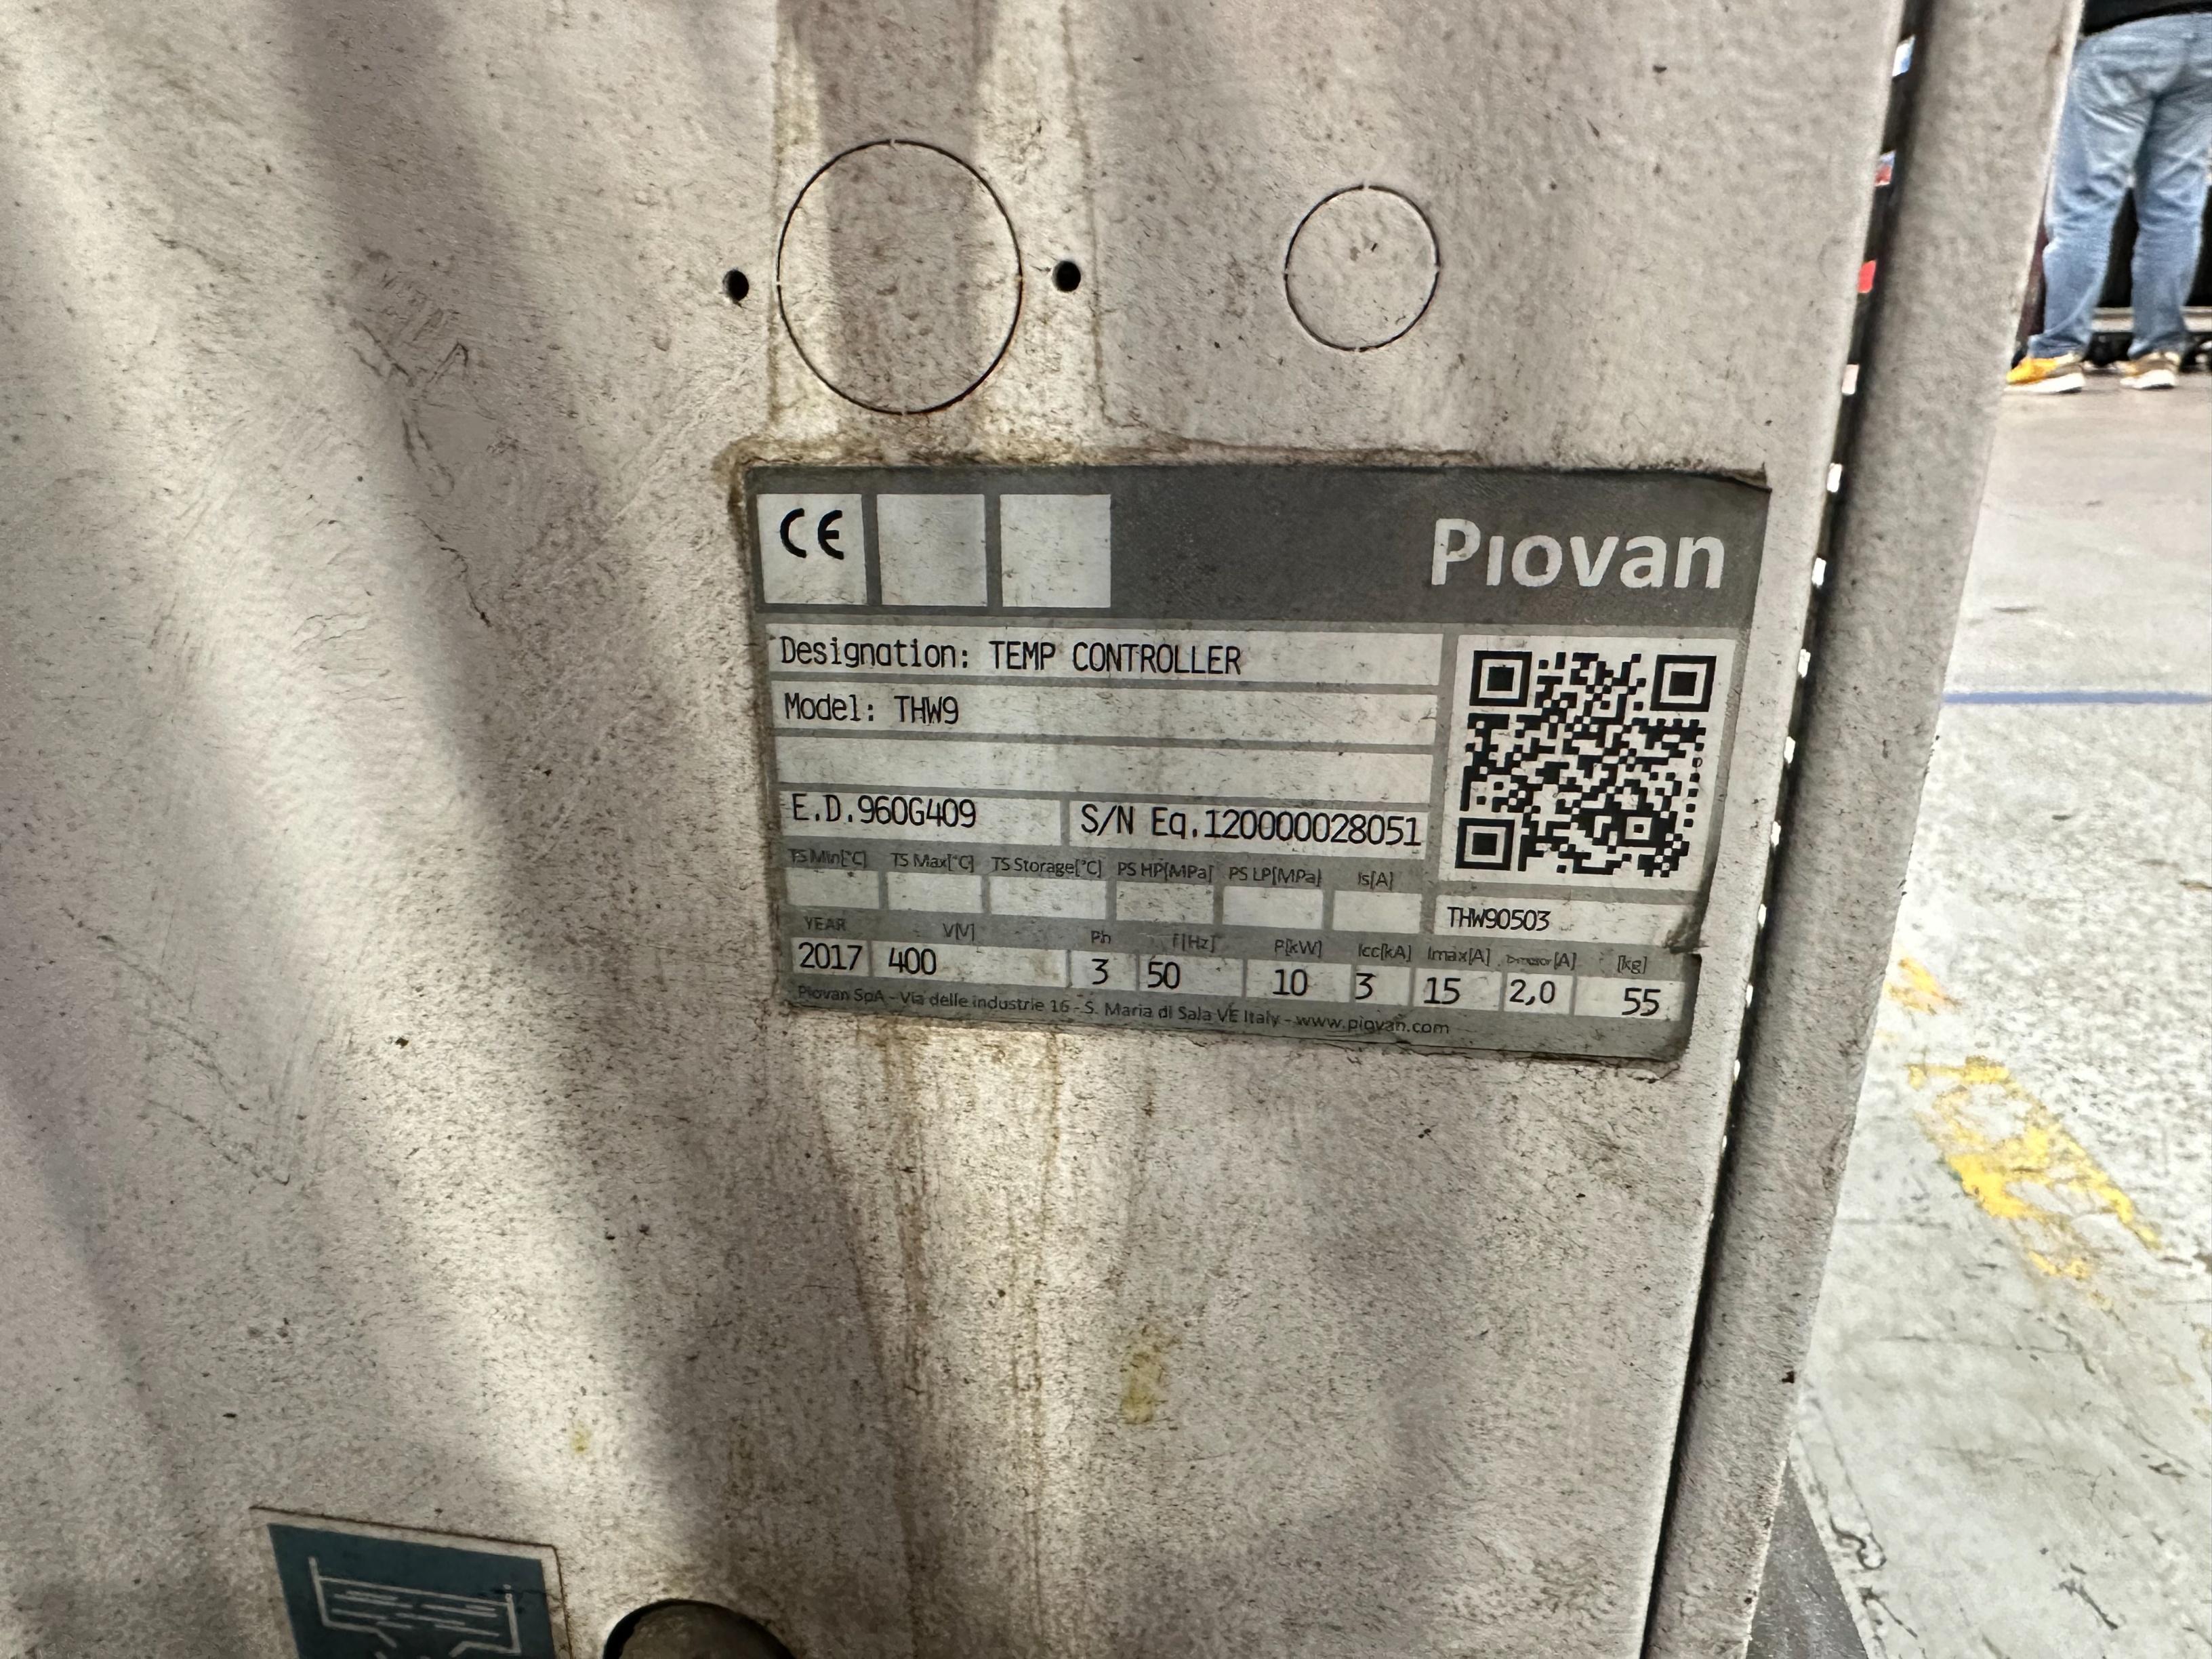 CE
Piovan
Designation: TEMP CONTROLLER
Model: THW9
E.D.960G409 S/N Eq.120000028051
TS Min[°C] TS Max[°C] TS Storage[°C] PS HP[MPa] PS LP[MPa] Is[A]
THW90503
YEAR V[V] Ph f[Hz] P[kW] Icc[kA] Imax[A] [A] [kg]
2017 400 3 50 10 3 15 2,0 55
Piovan SpA - Via delle industrie 16 - S. Maria di Sala VE Italy - www.piovan.com